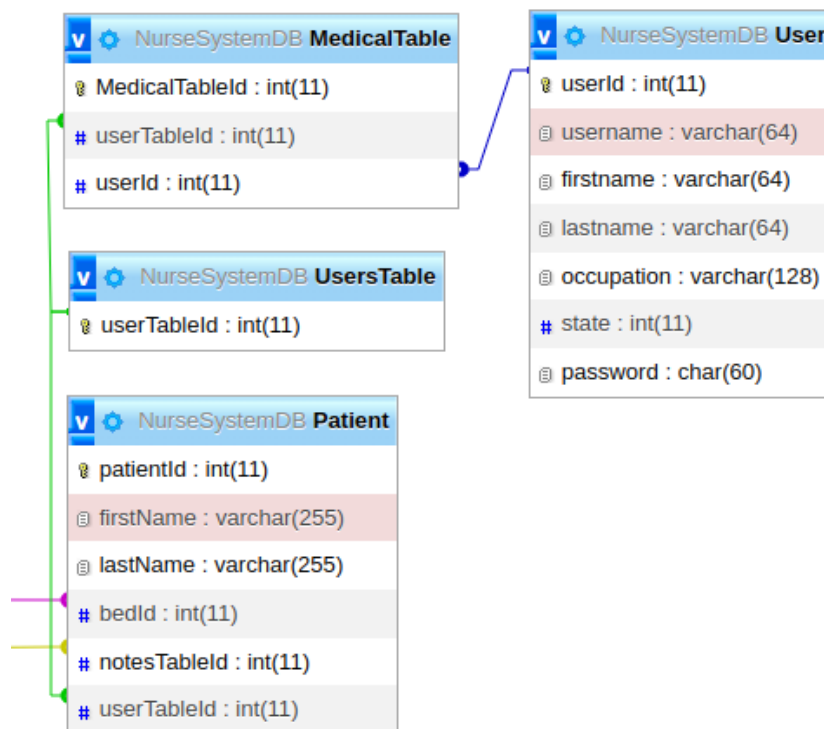 v NurseSystemDB MedicalTable
MedicalTableId : int(11)
# userTableId : int(11)
# userId : int(11)
v NurseSystemDB UsersTable
userTableId : int(11)
v NurseSystemDB Patient
patientId : int(11)
firstName : varchar(255)
lastName : varchar(255)
# bedId : int(11)
# notesTableId : int(11)
# userTableId : int(11)
v NurseSystemDB User
userId : int(11)
username : varchar(64)
firstname : varchar(64)
lastname : varchar(64)
occupation : varchar(128)
# state : int(11)
password : char(60)